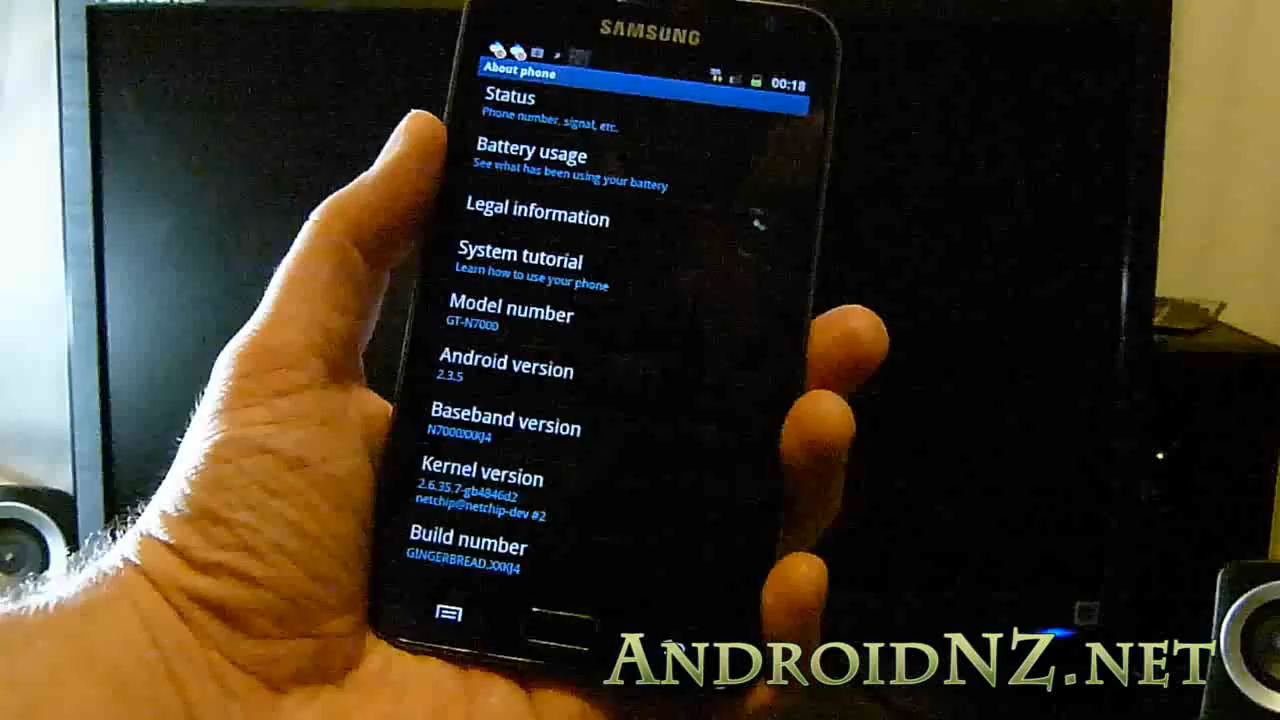 SAMSUNG
00:18
About phone
Status
Phone number, signal, etc.
Battery usage
See what has been using your battery
Legal information
System tutorial
Learn how to use your phone
Model number
GT-N7000
Android version
2.3.5
Baseband version
N7000XXKJ4
Kernel version
2.6.35.7-gb4846d2
netchip@netchip-dev #2
Build number
GINGERBREAD.XXKJ4
ANDROIDNZ.NET